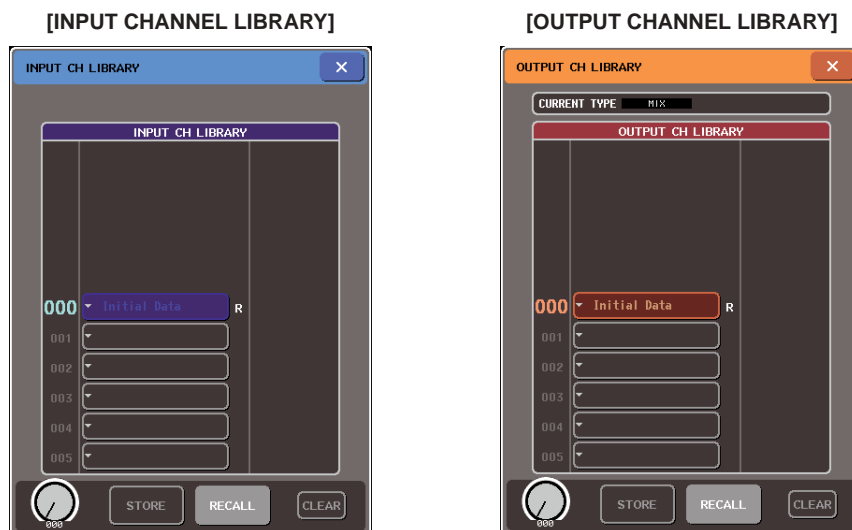 [INPUT CHANNEL LIBRARY]
INPUT CH LIBRARY
INPUT CH LIBRARY
000 Initial Data R
001
002
003
004
005
000
STORE RECALL CLEAR
[OUTPUT CHANNEL LIBRARY]
OUTPUT CH LIBRARY
CURRENT TYPE MIX
OUTPUT CH LIBRARY
000 Initial Data R
001
002
003
004
005
000
STORE RECALL CLEAR